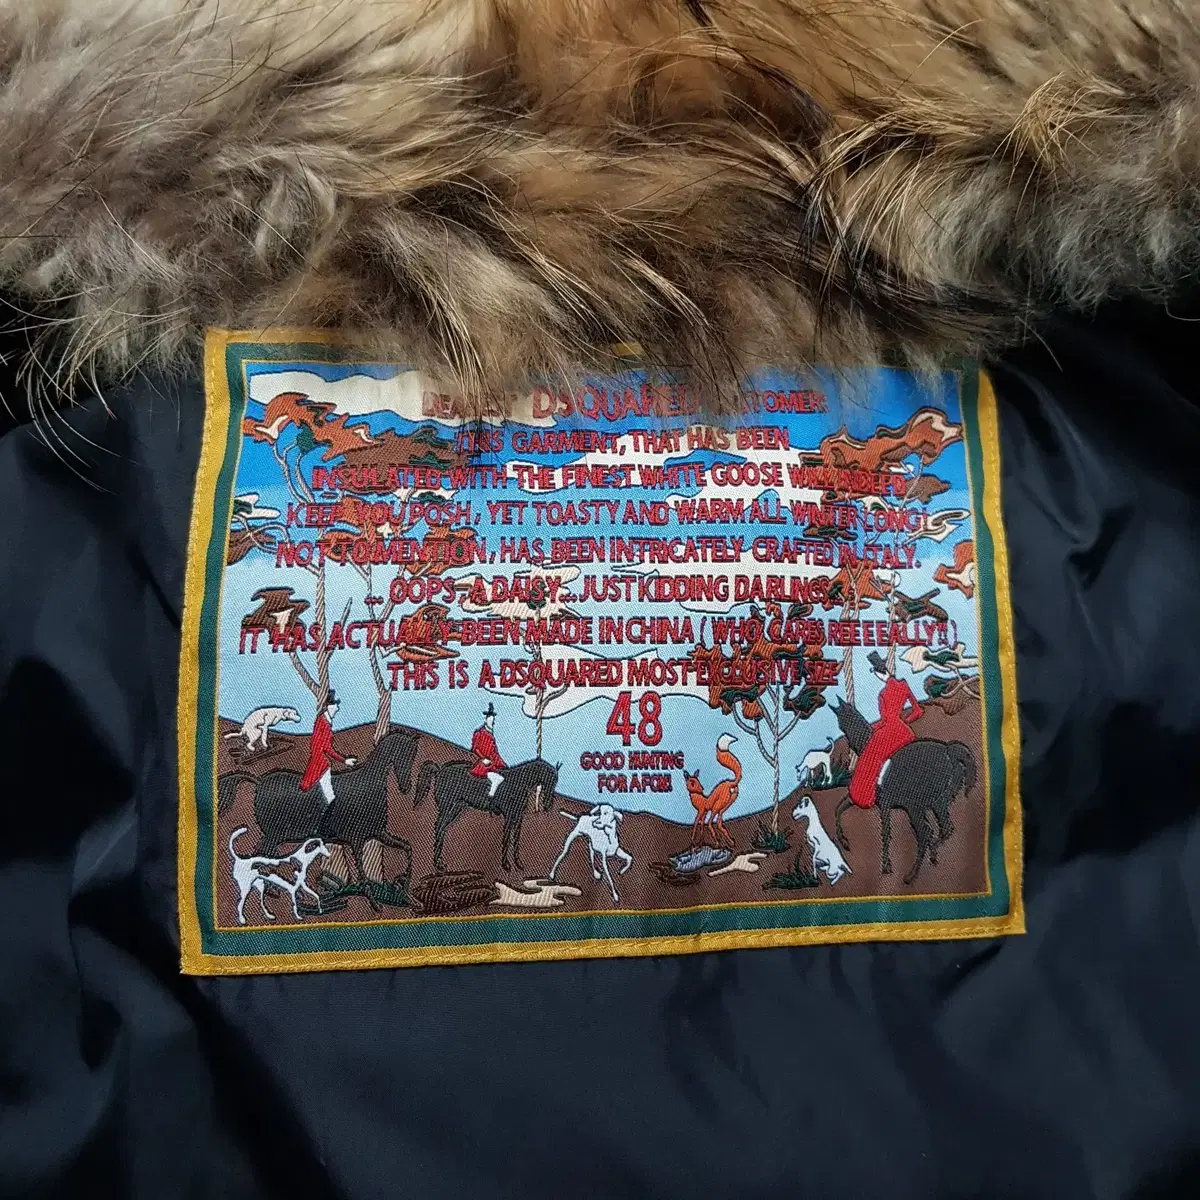 DEAREST DSQUARED CUSTOMER
THIS GARMENT, THAT HAS BEEN
INSULATED WITH THE FINEST WHITE GOOSE WILL INDEED
KEEP YOU POSH, YET TOASTY AND WARM ALL WINTER LONG!
NOT TO MENTION, HAS BEEN INTRICATELY CRAFTED IN ITALY.
... OOPS-A DAISY... JUST KIDDING DARLINGS
IT HAS ACTUALLY BEEN MADE IN CHINA ( WHO CARES REEEEALLY!! )
THIS IS A DSQUARED MOST EXCLUSIVE SIZE
48
GOOD HUNTING
FOR A FOX!